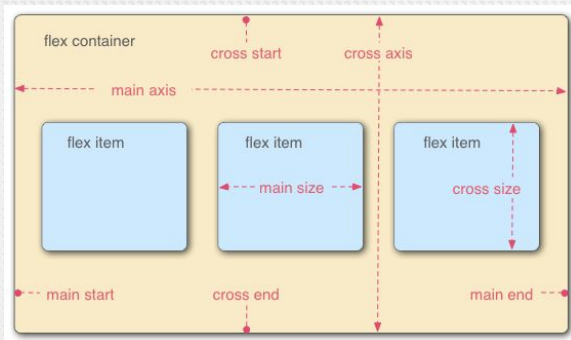 flex container
cross start
cross axis
main axis
flex item
flex item
flex item
main size
cross size
main start
cross end
main end